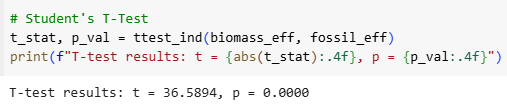 # Student's T-Test
t_stat, p_val = ttest_ind(biomass_eff, fossil_eff)
print(f"T-test results: t = {abs(t_stat):.4f}, p = {p_val:.4f}")
T-test results: t = 36.5894, p = 0.0000